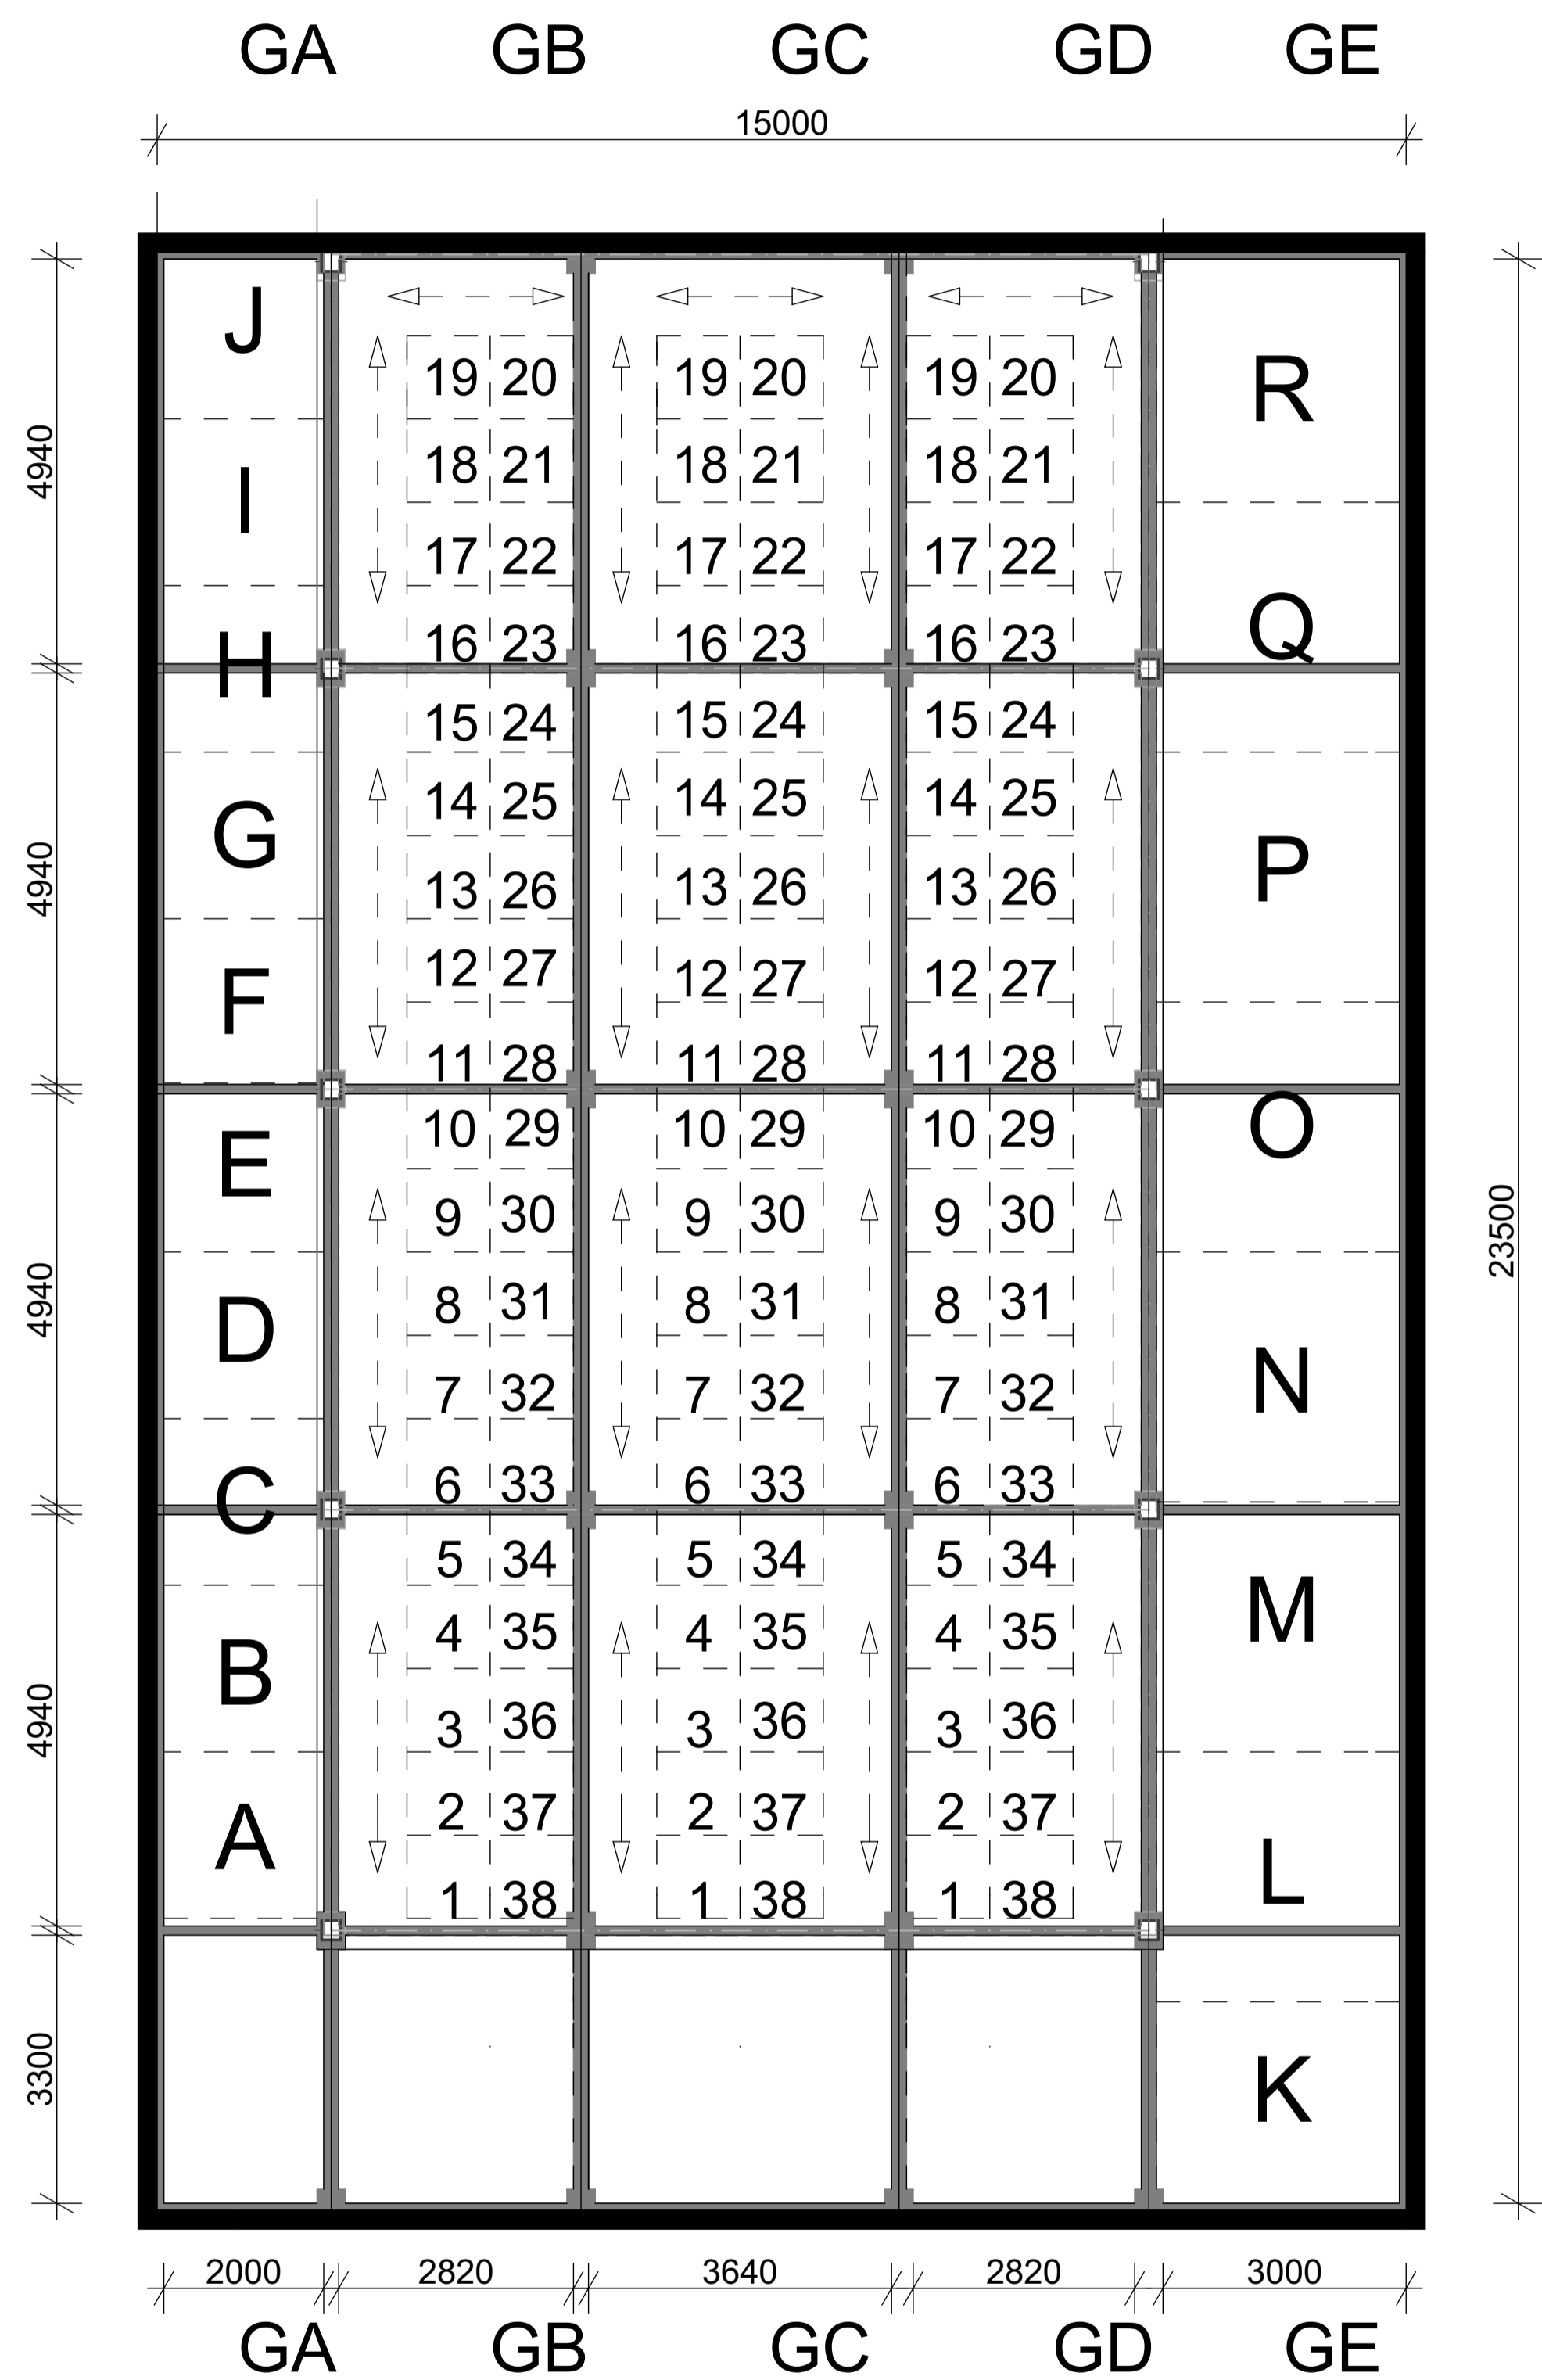 GA GB GC GD GE
15000
J
19 20 19 20 19 20
R
4940
18 21 18 21 18 21
I
17 22 17 22 17 22
Q
16 23 16 23 16 23
H
15 24 15 24 15 24
14 25 14 25 14 25
G
P
4940
13 26 13 26 13 26
12 27 12 27 12 27
F
11 28 11 28 11 28
10 29 10 29 10 29
O
E
9 30 9 30 9 30
23500
4940
8 31 8 31 8 31
D
7 32 7 32 7 32
N
6 33 6 33 6 33
C
5 34 5 34 5 34
M
4 35 4 35 4 35
B
4940
3 36 3 36 3 36
2 37 2 37 2 37
A
L
1 38 1 38 1 38
3300
K
2000 2820 3640 2820 3000
GA GB GC GD GE